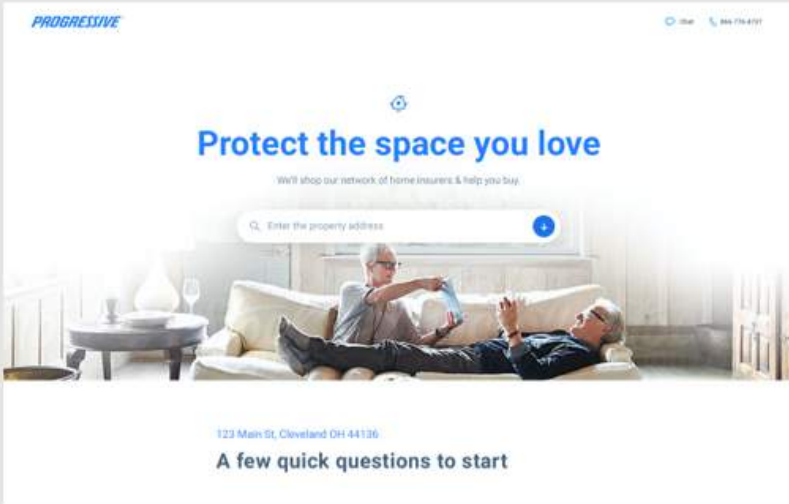 PROGRESSIVE
Chat
Protect the space you love
We'll shop our network of home insurers & help you buy.
Enter the property address
123 Main St, Cleveland OH 44136
A few quick questions to start